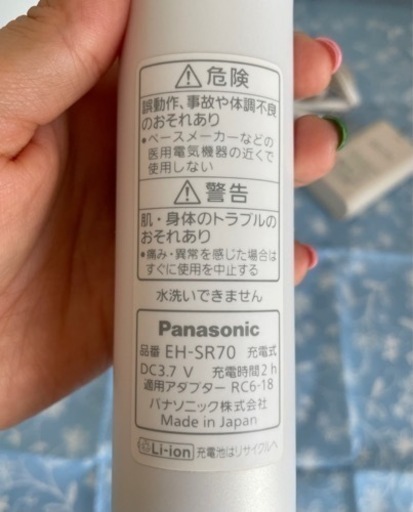 ⚠危険
誤動作、事故や体調不良
のおそれあり
•ペースメーカーなどの
医用電気機器の近くで
使用しない
⚠警告
肌・身体のトラブルの
おそれあり
•痛み・異常を感じた場合は
すぐに使用を中止する
水洗いできません
Panasonic
品番 EH-SR70 充電式
DC3.7 V 充電時間2h
適用アダプター RC6-18
パナソニック株式会社
Made in Japan
Li-ion 充電池はリサイクルへ